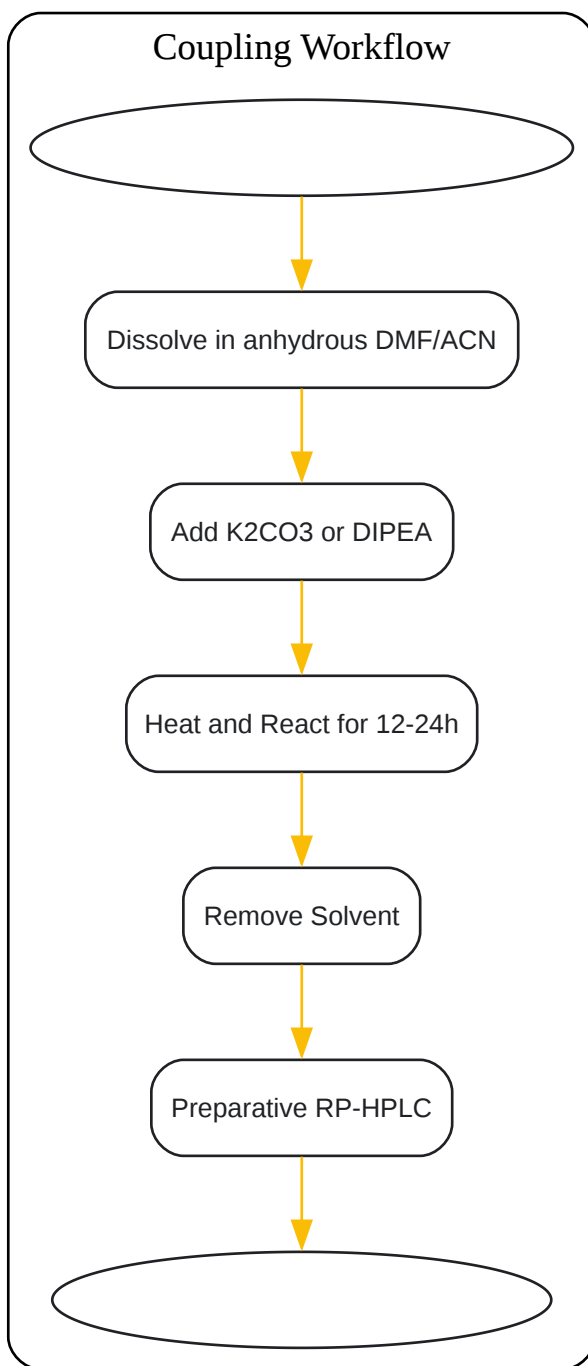 Coupling Workflow
Dissolve in anhydrous DMF/ACN
Add K2CO3 or DIPEA
Heat and React for 12-24h
Remove Solvent
Preparative RP-HPLC